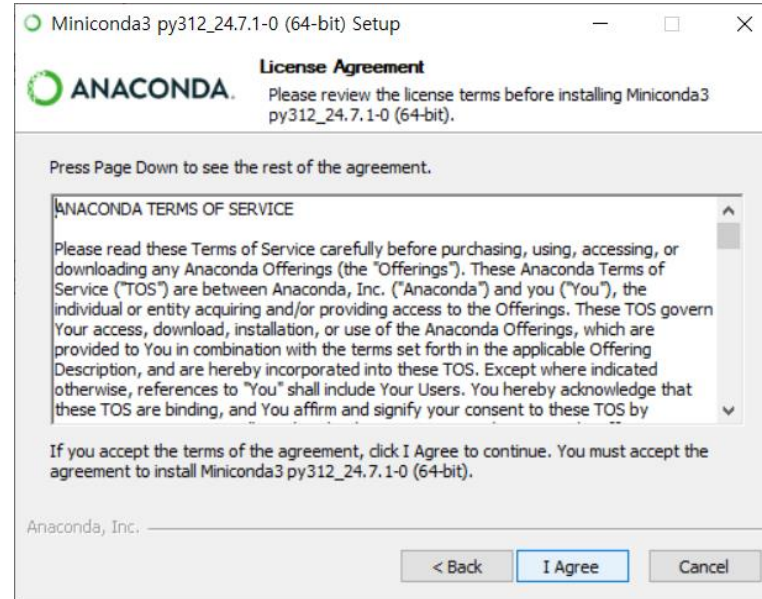 Miniconda3 py312_24.7.1-0 (64-bit) Setup
ANACONDA.
License Agreement
Please review the license terms before installing Miniconda3
py312_24.7.1-0 (64-bit).
Press Page Down to see the rest of the agreement.
ANACONDA TERMS OF SERVICE
Please read these Terms of Service carefully before purchasing, using, accessing, or
downloading any Anaconda Offerings (the "Offerings"). These Anaconda Terms of
Service ("TOS") are between Anaconda, Inc. ("Anaconda") and you ("You"), the
individual or entity acquiring and/or providing access to the Offerings. These TOS govern
Your access, download, installation, or use of the Anaconda Offerings, which are
provided to You in combination with the terms set forth in the applicable Offering
Description, and are hereby incorporated into these TOS. Except where indicated
otherwise, references to "You" shall include Your Users. You hereby acknowledge that
these TOS are binding, and You affirm and signify your consent to these TOS by
If you accept the terms of the agreement, click I Agree to continue. You must accept the
agreement to install Miniconda3 py312_24.7.1-0 (64-bit).
Anaconda, Inc.
< Back
I Agree
Cancel